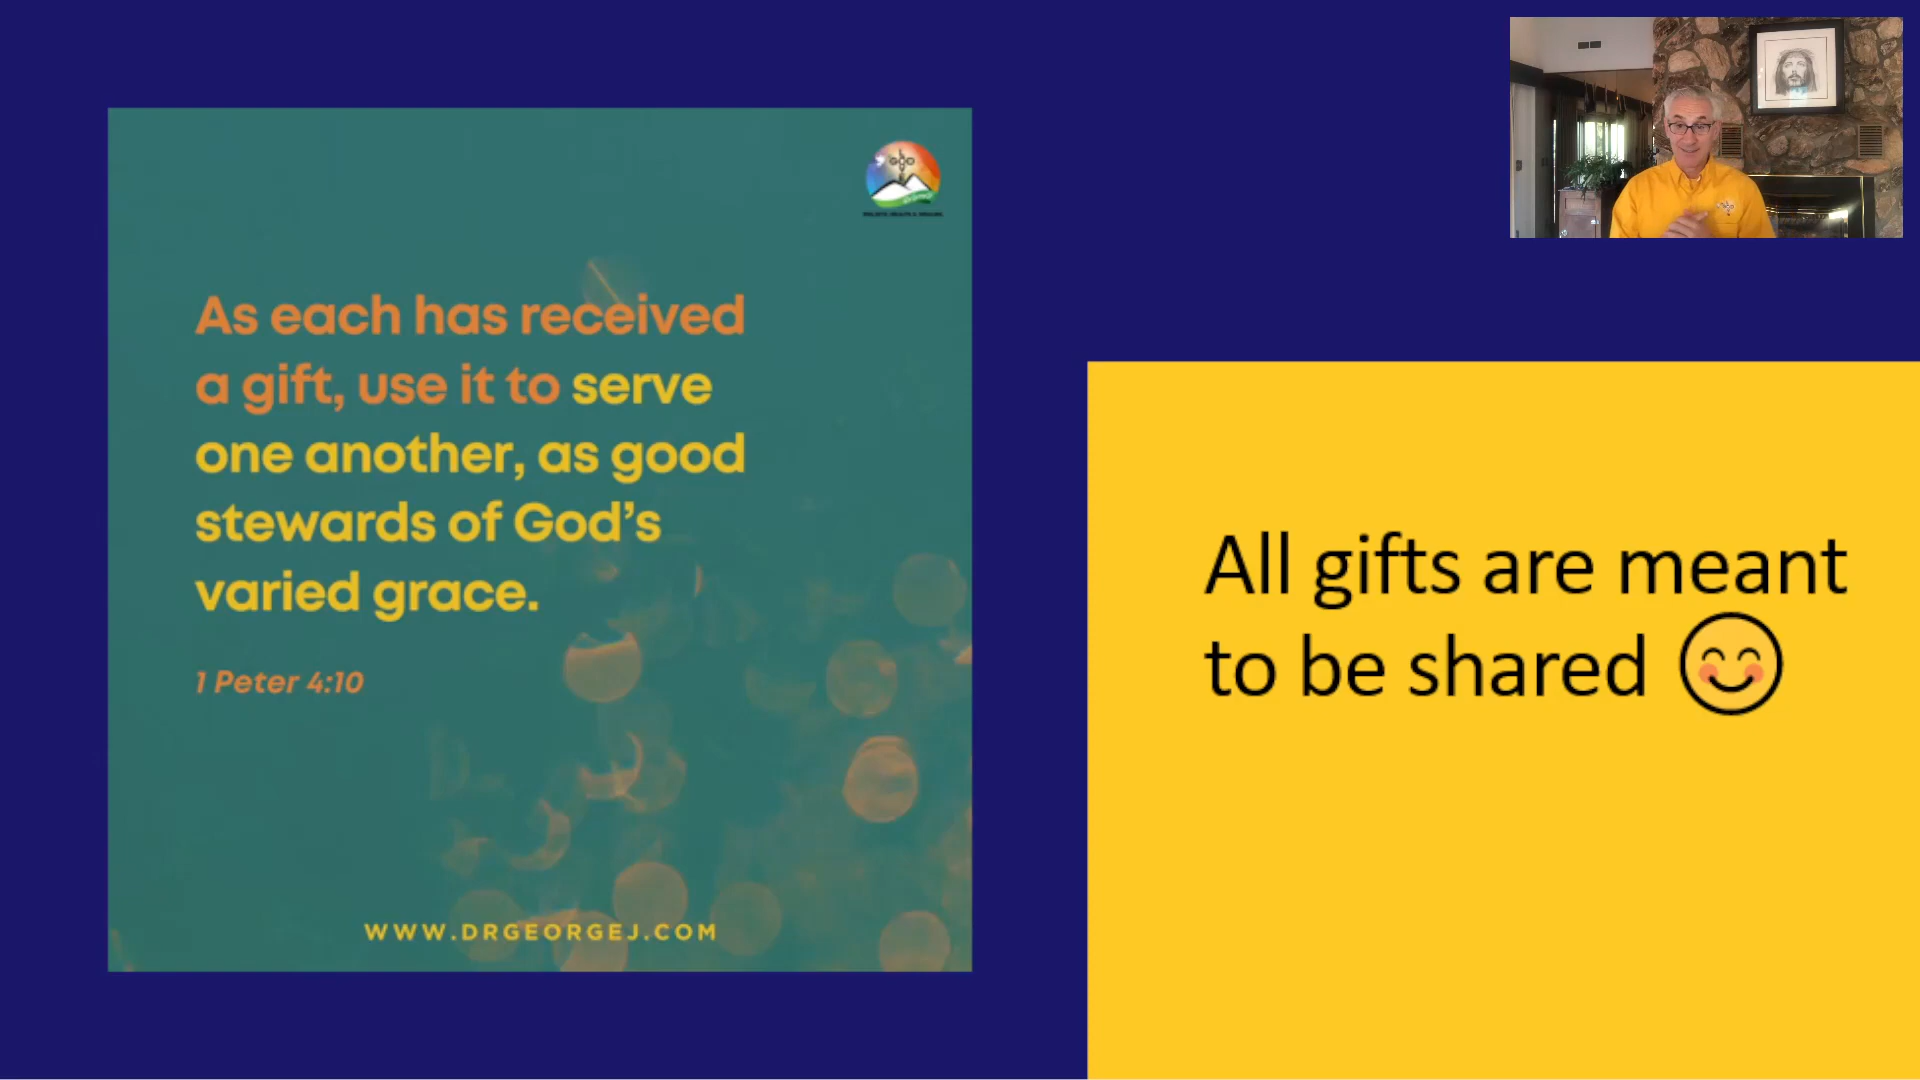 GOD
As each has received
a gift, use it to serve
one another, as good
stewards of God's
varied grace.
1 Peter 4:10
WWW.DRGEORGEJ.COM
All gifts are meant
to be shared 😊